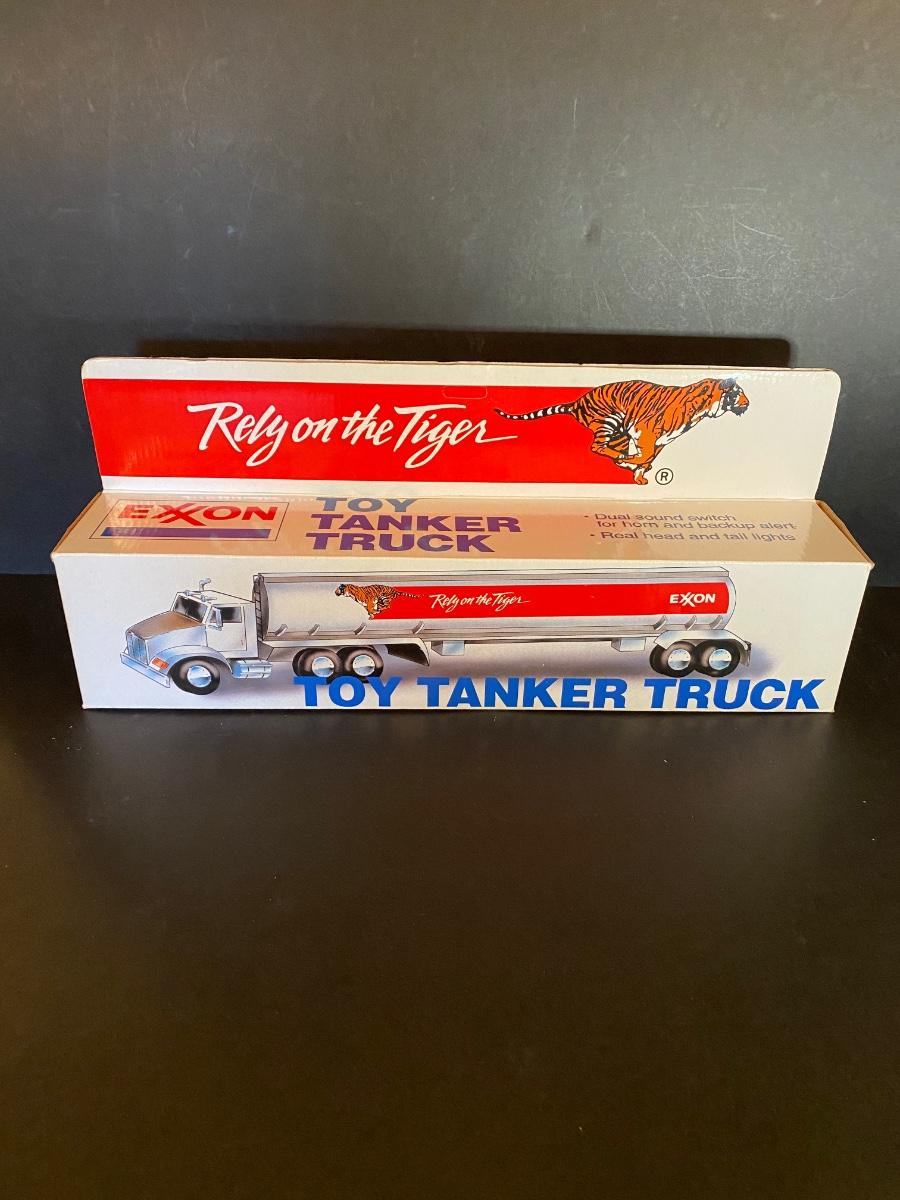 Rely on the Tiger
®
EXXON
TOY
TANKER
TRUCK
• Dual sound switch
for horn and backup alert
• Real head and tail lights
Rely on the Tiger
EXXON
TOY TANKER TRUCK